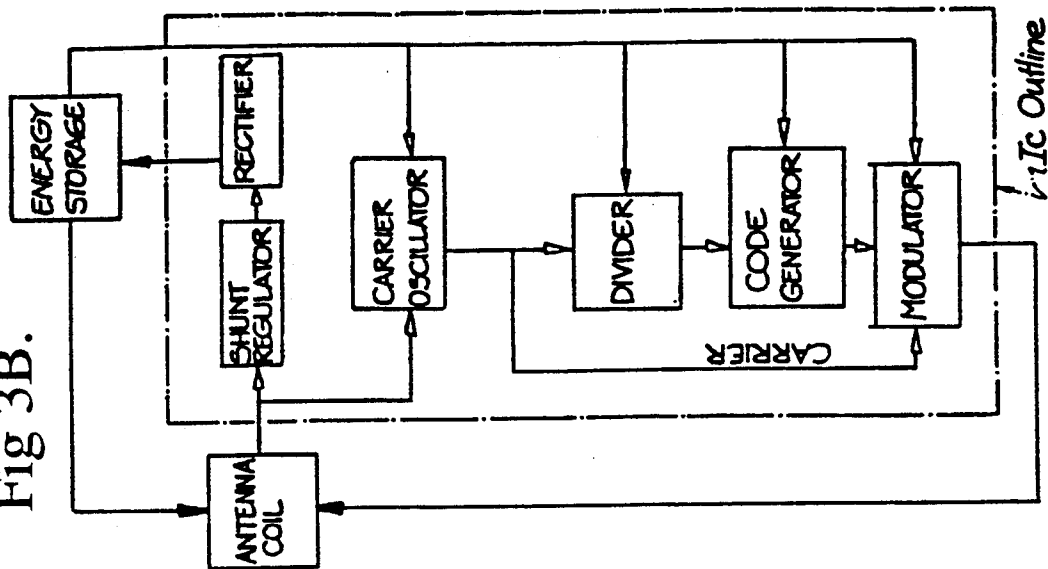 Fig 3B.
ENERGY
STORAGE
RECTIFIER
SHUNT
REGULATOR
ANTENNA
COIL
CARRIER
OSCILLATOR
DIVIDER
CODE
GENERATOR
MODULATOR
CARRIER
Ic Outline